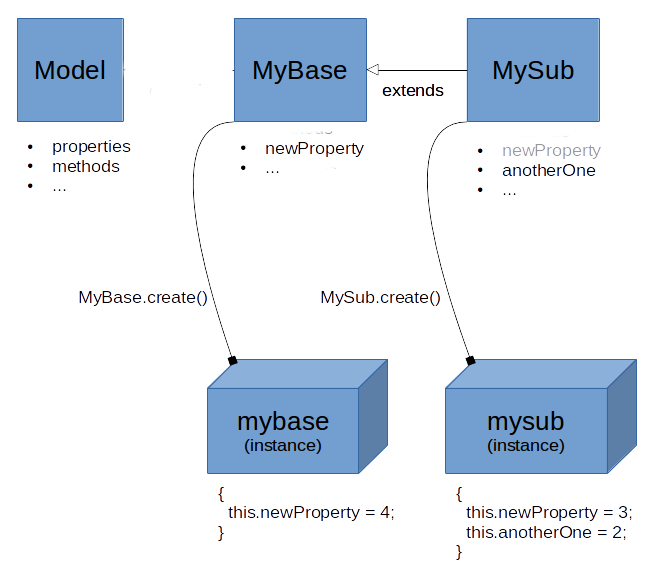 Model
MyBase
MySub
extends
• properties
• methods
• ...
• newProperty
• ...
• newProperty
• anotherOne
• ...
MyBase.create()
MySub.create()
mybase
(instance)
mysub
(instance)
{
this.newProperty = 4;
}
{
this.newProperty = 3;
this.anotherOne = 2;
}